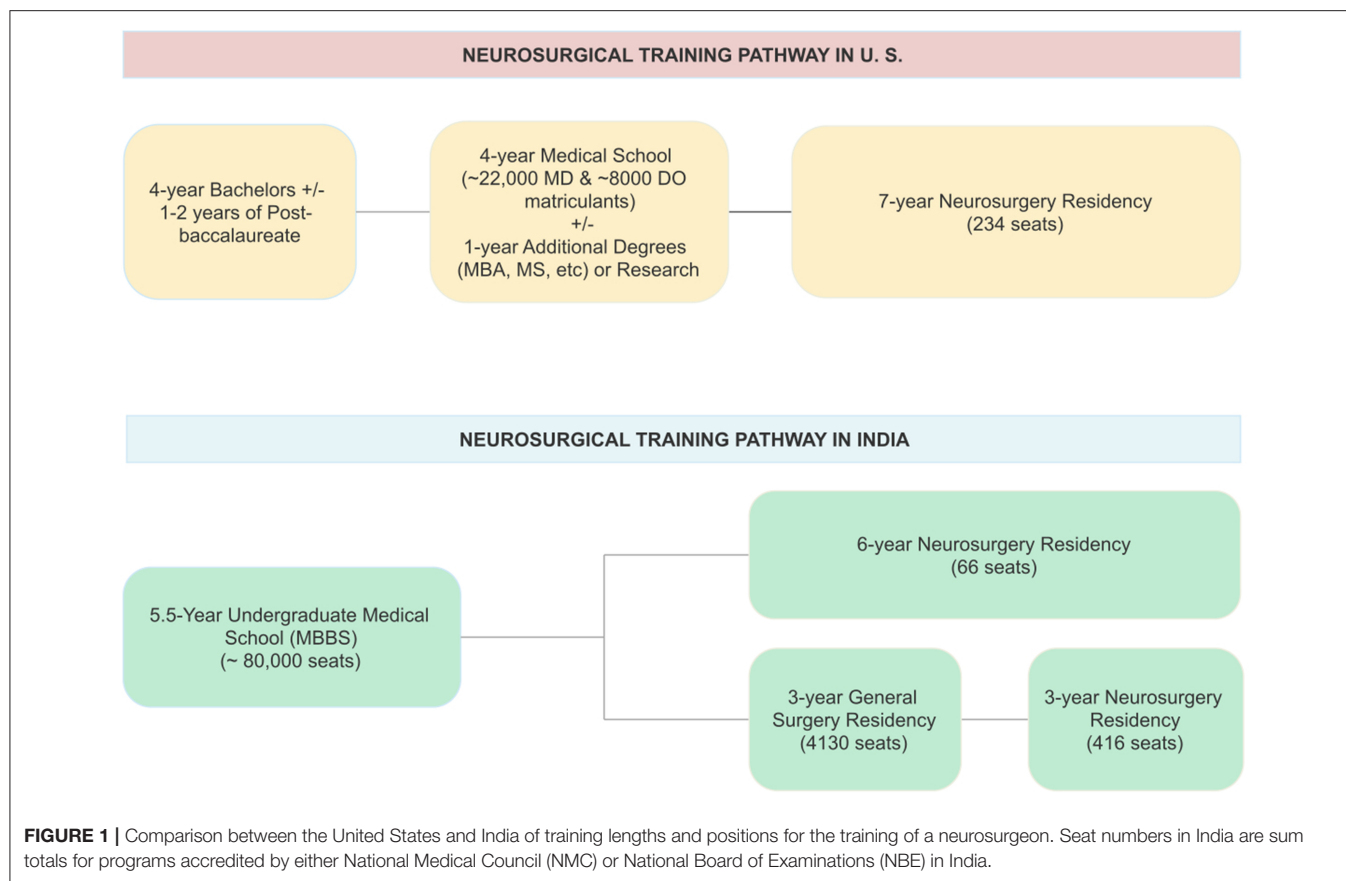 NEUROSURGICAL TRAINING PATHWAY IN U. S.
4-year Bachelors +/-
1-2 years of Post-
baccalaureate
4-year Medical School
(~22,000 MD & ~8000 DO
matriculants)
+/-
1-year Additional Degrees
(MBA, MS, etc) or Research
7-year Neurosurgery Residency
(234 seats)
NEUROSURGICAL TRAINING PATHWAY IN INDIA
5.5-Year Undergraduate Medical
School (MBBS)
(~ 80,000 seats)
6-year Neurosurgery Residency
(66 seats)
3-year General
Surgery Residency
(4130 seats)
3-year Neurosurgery
Residency
(416 seats)
FIGURE 1 | Comparison between the United States and India of training lengths and positions for the training of a neurosurgeon. Seat numbers in India are sum
totals for programs accredited by either National Medical Council (NMC) or National Board of Examinations (NBE) in India.